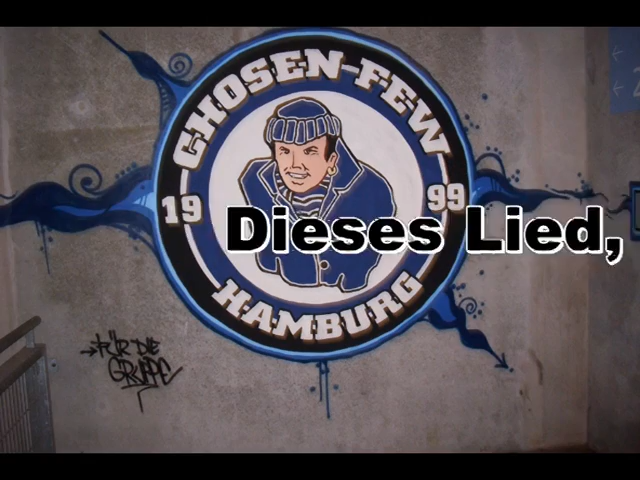 CHOSEN FEW
19 99
Dieses Lied,
HAMBURG
FÜR DIE
GRUPPE